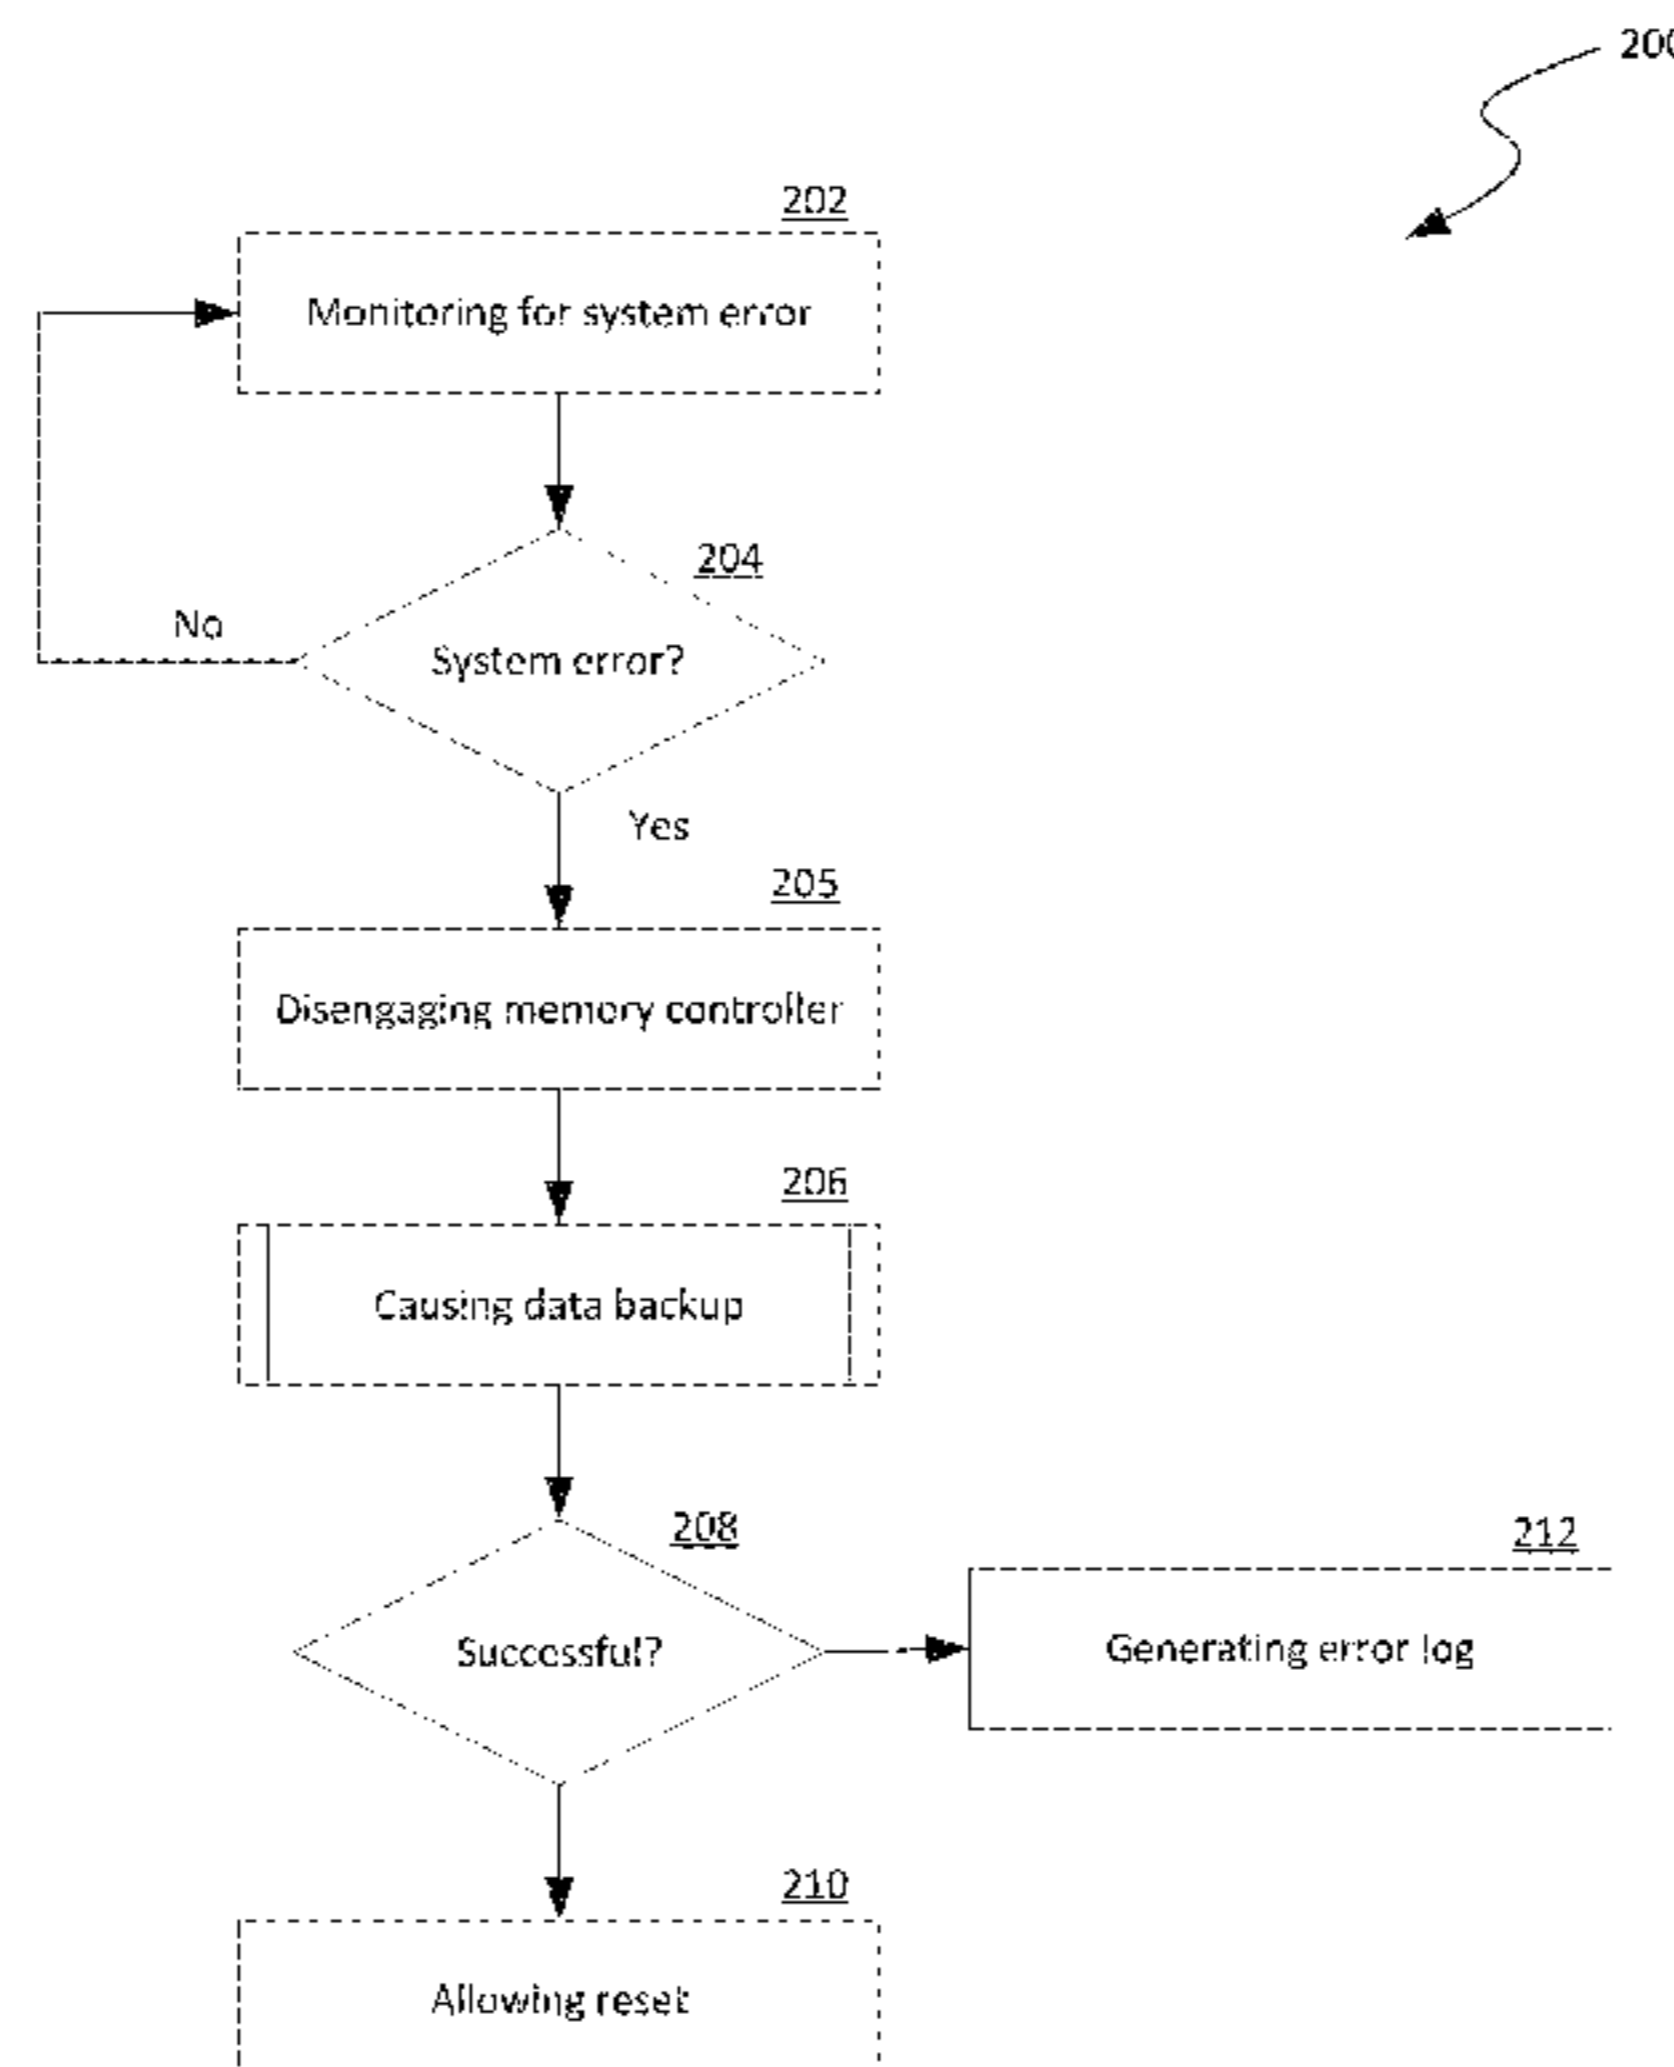 200
202
Monitoring for system error
204
No
System error?
Yes
205
Disengaging memory controller
206
Causing data backup
208
212
Successful?
Generating error log
210
Allowing reset